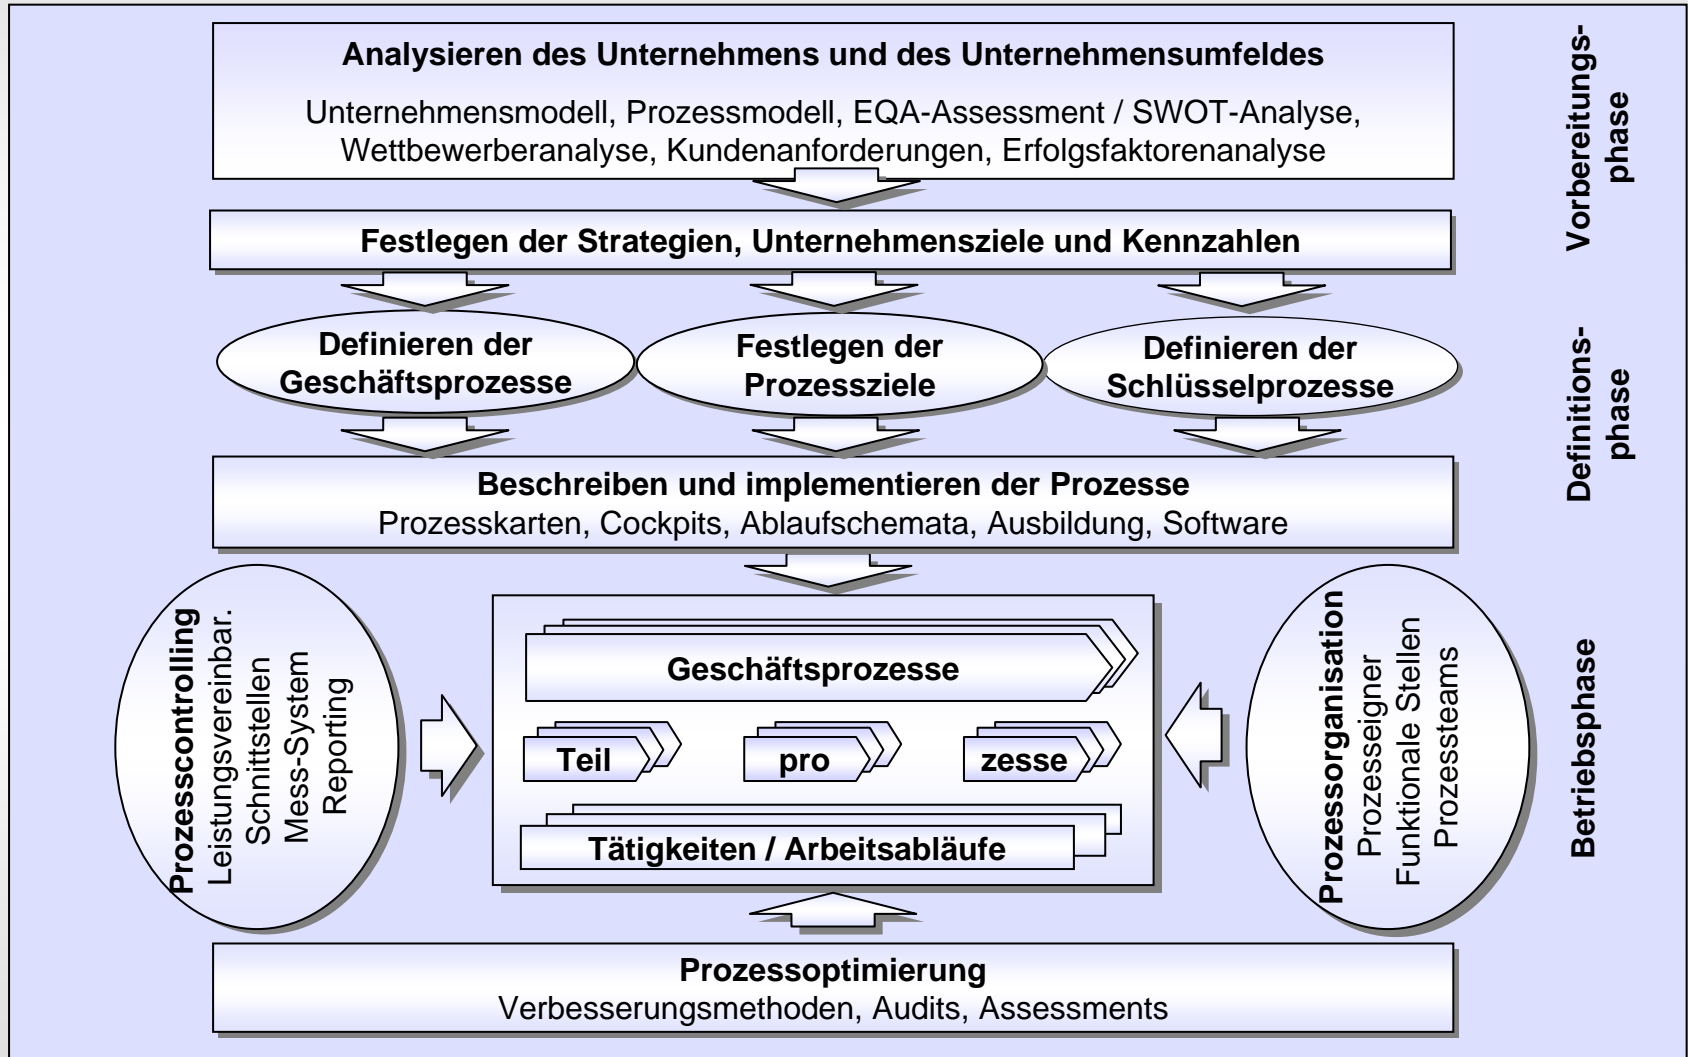 Analysieren des Unternehmens und des Unternehmensumfeldes
Unternehmensmodell, Prozessmodell, EQA-Assessment / SWOT-Analyse,
Wettbewerberanalyse, Kundenanforderungen, Erfolgsfaktorenanalyse
Vorbereitungs-
phase
Festlegen der Strategien, Unternehmensziele und Kennzahlen
Definieren der
Geschäftsprozesse
Festlegen der
Prozessziele
Definieren der
Schlüsselprozesse
Definitions-
phase
Beschreiben und implementieren der Prozesse
Prozesskarten, Cockpits, Ablaufschemata, Ausbildung, Software
Prozesscontrolling
Leistungsvereinbar.
Schnittstellen
Mess-System
Reporting
Geschäftsprozesse
Teil
pro
zesse
Tätigkeiten / Arbeitsabläufe
Prozessorganisation
Prozesseigner
Funktionale Stellen
Prozessteams
Betriebsphase
Prozessoptimierung
Verbesserungsmethoden, Audits, Assessments